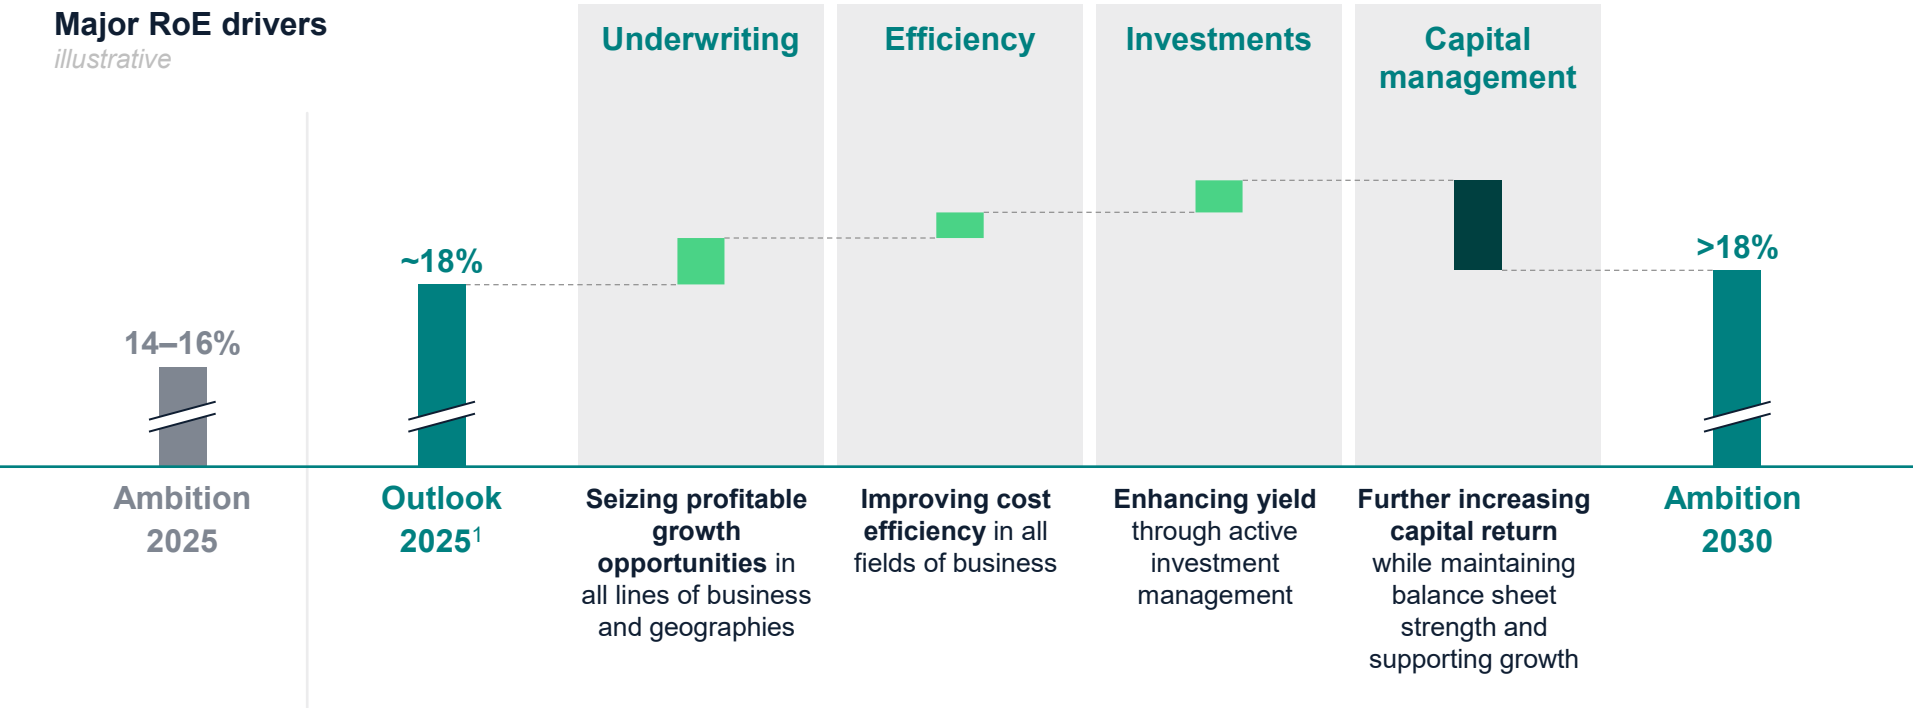 Major RoE drivers
illustrative
Underwriting
Efficiency
Investments
Capital
management
14–16%
~18%
>18%
Ambition
2025
Outlook
2025¹
Seizing profitable
growth
opportunities in
all lines of business
and geographies
Improving cost
efficiency in all
fields of business
Enhancing yield
through active
investment
management
Further increasing
capital return
while maintaining
balance sheet
strength and
supporting growth
Ambition
2030